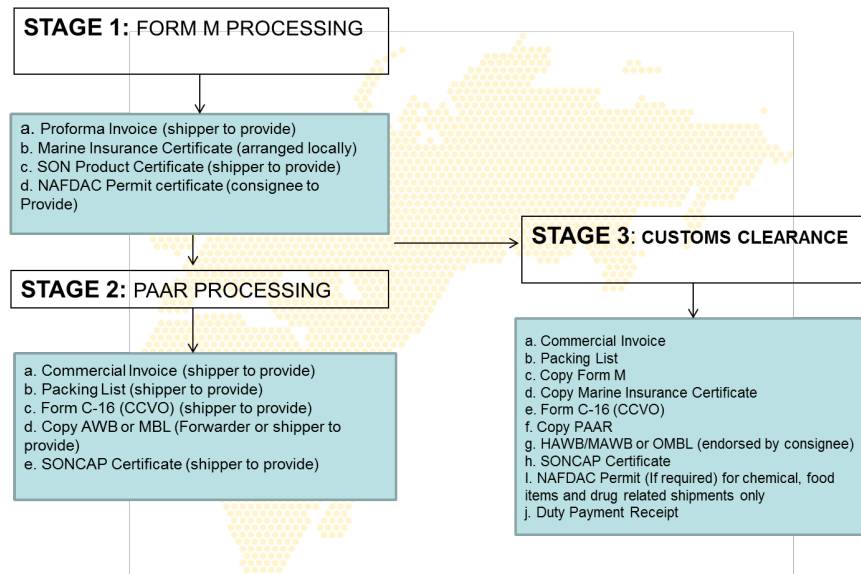 STAGE 1: FORM M PROCESSING
a. Proforma Invoice (shipper to provide)
b. Marine Insurance Certificate (arranged locally)
c. SON Product Certificate (shipper to provide)
d. NAFDAC Permit certificate (consignee to
Provide)
STAGE 2: PAAR PROCESSING
a. Commercial Invoice (shipper to provide)
b. Packing List (shipper to provide)
c. Form C-16 (CCVO) (shipper to provide)
d. Copy AWB or MBL (Forwarder or shipper to
provide)
e. SONCAP Certificate (shipper to provide)
STAGE 3: CUSTOMS CLEARANCE
a. Commercial Invoice
b. Packing List
c. Copy Form M
d. Copy Marine Insurance Certificate
e. Form C-16 (CCVO)
f. Copy PAAR
g. HAWB/MAWB or OMBL (endorsed by consignee)
h. SONCAP Certificate
I. NAFDAC Permit (If required) for chemical, food
items and drug related shipments only
j. Duty Payment Receipt